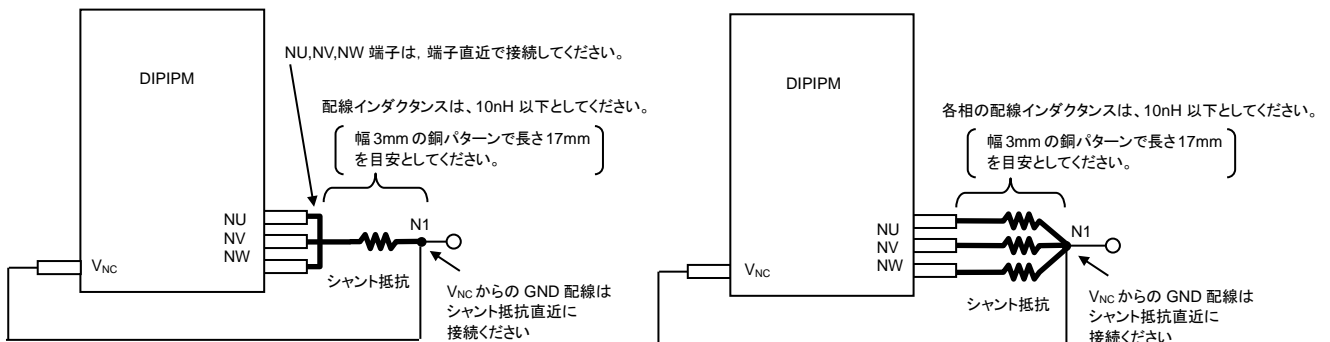 NU,NV,NW 端子は, 端子直近で接続してください。
DIPIPM
配線インダクタンスは、10nH 以下としてください。
幅 3mm の銅パターンで長さ 17mm
を目安としてください。
NU
NV
NW
N1
VNC
シャント抵抗
VNC からの GND 配線は
シャント抵抗直近に
接続ください
DIPIPM
各相の配線インダクタンスは、10nH 以下としてください。
幅 3mm の銅パターンで長さ 17mm
を目安としてください。
NU
NV
NW
N1
VNC
シャント抵抗
VNC からの GND 配線は
シャント抵抗直近に
接続ください